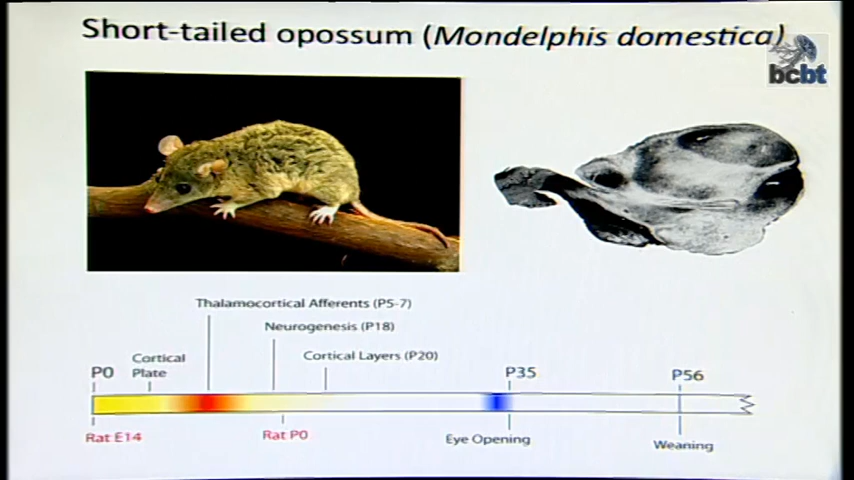 Short-tailed opossum (Mondelphis domestica)
bcbt
Thalamocortical Afferents (P5-7)
Neurogenesis (P18)
Cortical Layers (P20)
Cortical
Plate
P0
P35
P56
Rat E14
Rat P0
Eye Opening
Weaning